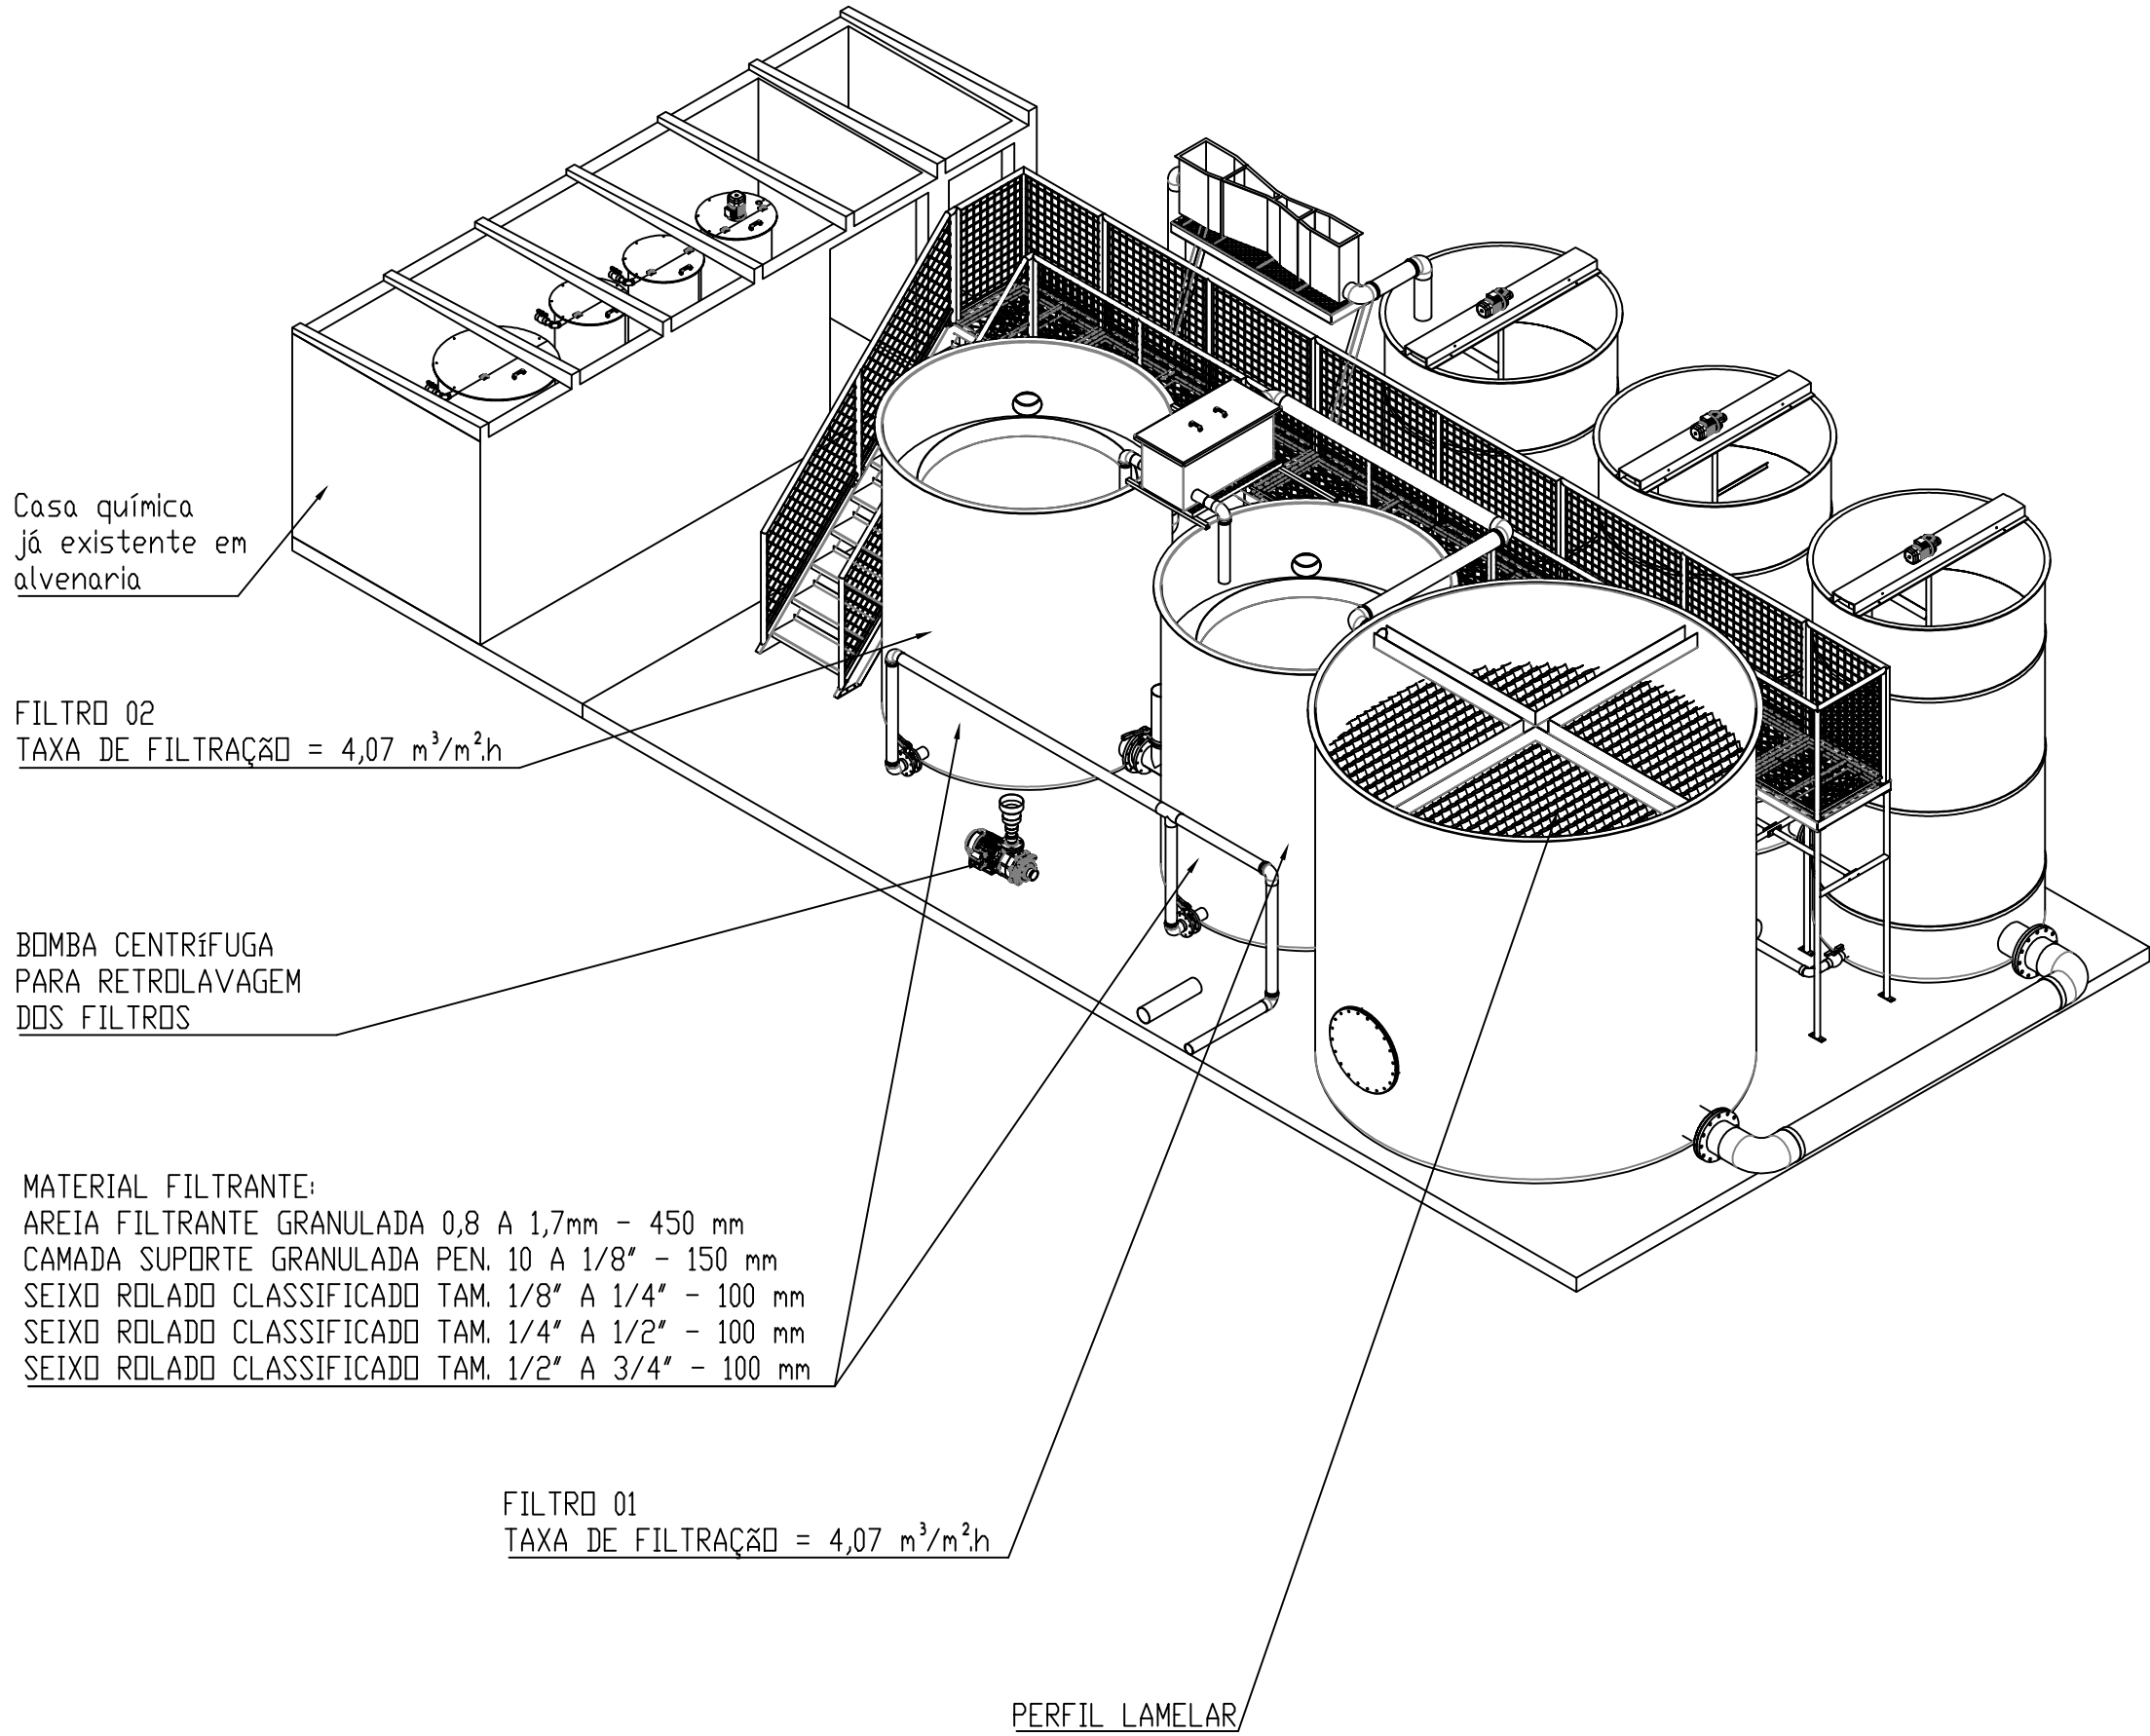 Casa química
já existente em
alvenaria
FILTRO 02
TAXA DE FILTRAÇÃO = 4,07 m³/m².h
BOMBA CENTRÍFUGA
PARA RETROLAVAGEM
DOS FILTROS
MATERIAL FILTRANTE:
AREIA FILTRANTE GRANULADA 0,8 A 1,7mm - 450 mm
CAMADA SUPORTE GRANULADA PEN. 10 A 1/8" - 150 mm
SEIXO ROLADO CLASSIFICADO TAM. 1/8" A 1/4" - 100 mm
SEIXO ROLADO CLASSIFICADO TAM. 1/4" A 1/2" - 100 mm
SEIXO ROLADO CLASSIFICADO TAM. 1/2" A 3/4" - 100 mm
FILTRO 01
TAXA DE FILTRAÇÃO = 4,07 m³/m².h
PERFIL LAMELAR